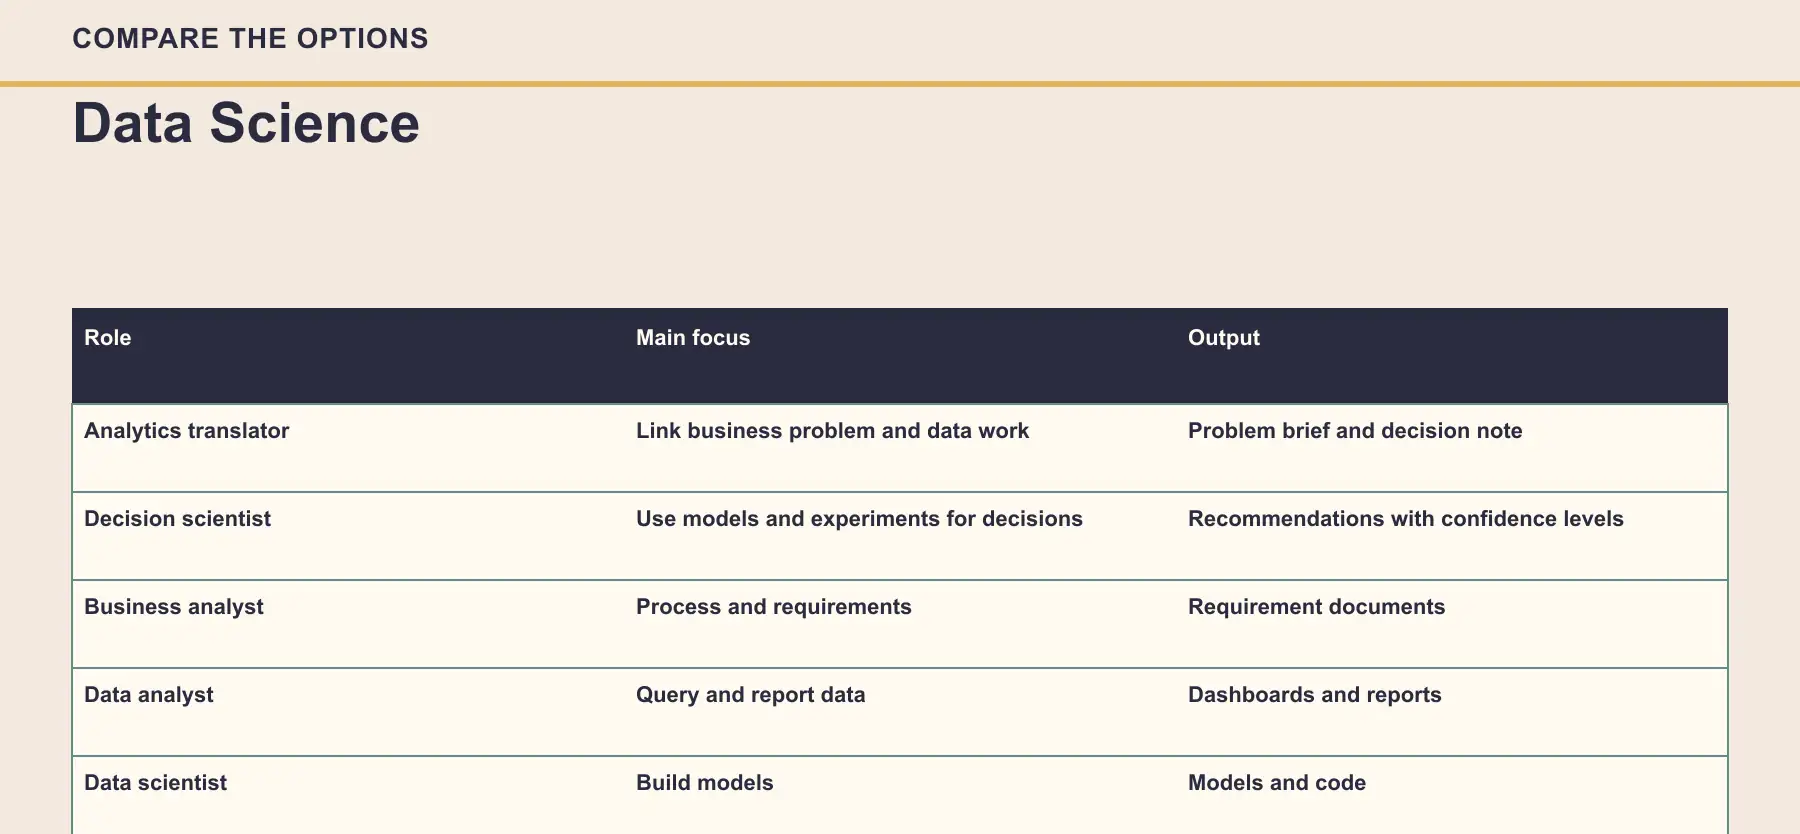 COMPARE THE OPTIONS
Data Science
Role Main focus Output
Analytics translator Link business problem and data work Problem brief and decision note
Decision scientist Use models and experiments for decisions Recommendations with confidence levels
Business analyst Process and requirements Requirement documents
Data analyst Query and report data Dashboards and reports
Data scientist Build models Models and code